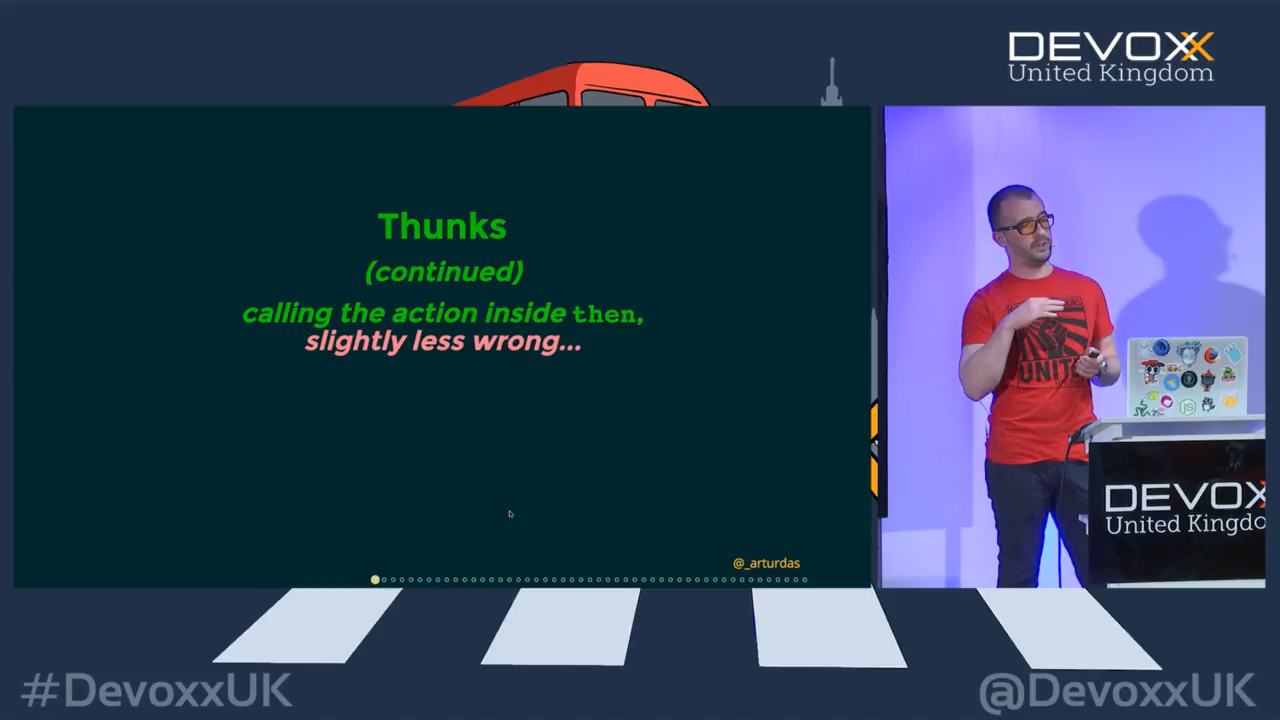 DEVOXX
United Kingdom
Thunks
(continued)
calling the action inside then,
slightly less wrong...
@_arturdas
UNITE
DEVOXX
United Kingdo
#DevoxxUK
@DevoxxUK